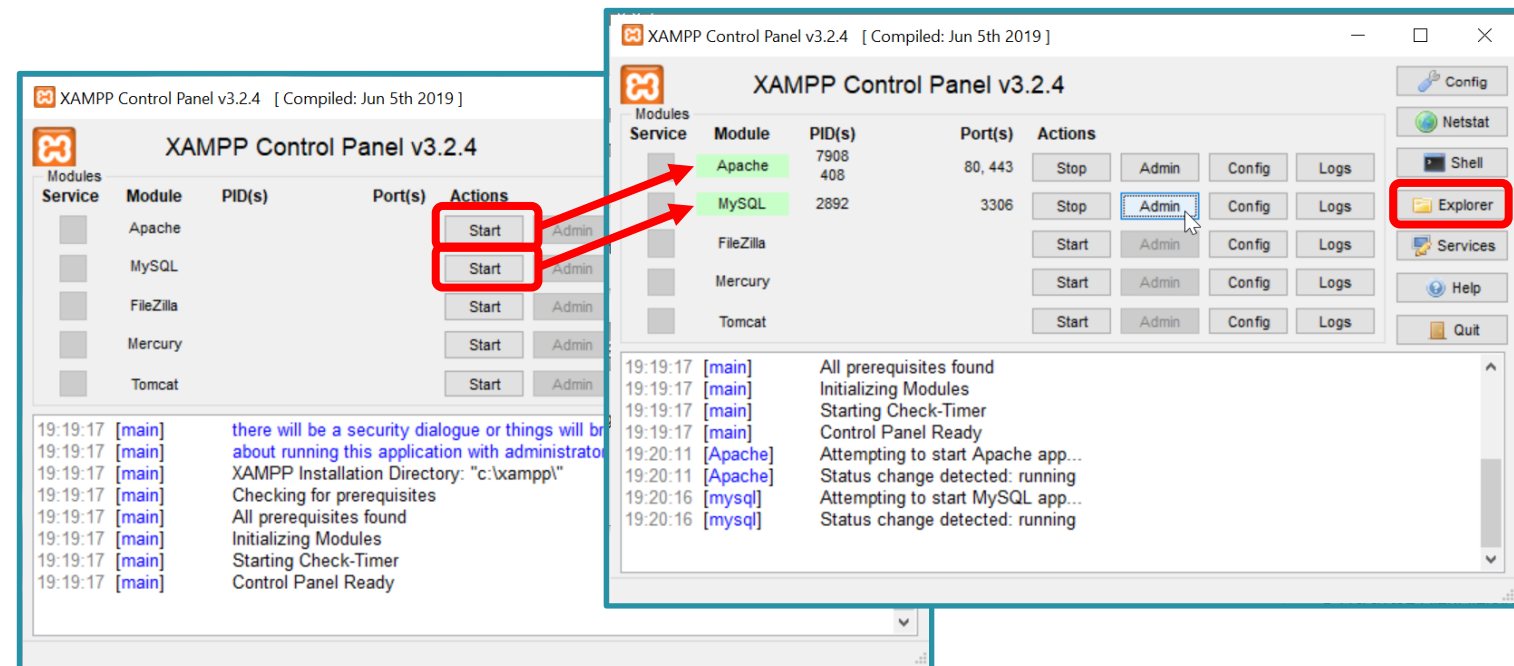 XAMPP Control Panel v3.2.4 [ Compiled: Jun 5th 2019 ]
XAMPP Control Panel v3.2.4
Modules
Service Module PID(s) Port(s) Actions
Apache Start Admin
MySQL Start Admin
FileZilla Start Admin
Mercury Start Admin
Tomcat Start Admin
19:19:17 [main] there will be a security dialogue or things will br
19:19:17 [main] about running this application with administrator
19:19:17 [main] XAMPP Installation Directory: "c:\xampp\"
19:19:17 [main] Checking for prerequisites
19:19:17 [main] All prerequisites found
19:19:17 [main] Initializing Modules
19:19:17 [main] Starting Check-Timer
19:19:17 [main] Control Panel Ready
XAMPP Control Panel v3.2.4 [ Compiled: Jun 5th 2019 ]
XAMPP Control Panel v3.2.4
Config
Modules
Netstat
Service Module PID(s) Port(s) Actions
Apache 7908 80, 443 Stop Admin Config Logs Shell
408
MySQL 2892 3306 Stop Admin Config Logs Explorer
FileZilla Start Admin Config Logs Services
Mercury Start Admin Config Logs Help
Tomcat Start Admin Config Logs Quit
19:19:17 [main] All prerequisites found
19:19:17 [main] Initializing Modules
19:19:17 [main] Starting Check-Timer
19:19:17 [main] Control Panel Ready
19:20:11 [Apache] Attempting to start Apache app...
19:20:11 [Apache] Status change detected: running
19:20:16 [mysql] Attempting to start MySQL app...
19:20:16 [mysql] Status change detected: running